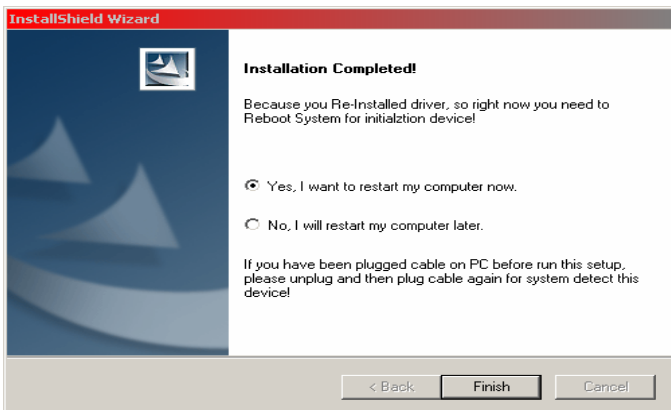 InstallShield Wizard
Installation Completed!
Because you Re-Installed driver, so right now you need to
Reboot System for initialztion device!
Yes, I want to restart my computer now.
No, I will restart my computer later.
If you have been plugged cable on PC before run this setup,
please unplug and then plug cable again for system detect this
device!
< Back Finish Cancel